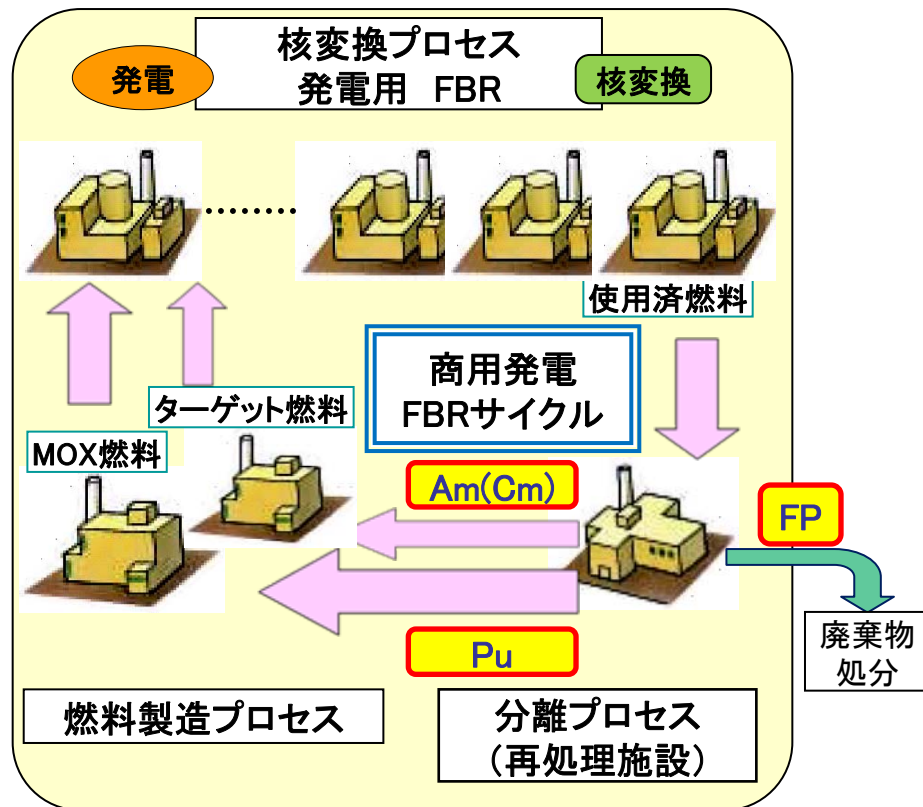 核変換プロセス
発電用 FBR
発電
核変換
使用済燃料
商用発電
FBRサイクル
ターゲット燃料
MOX燃料
Am(Cm)
FP
Pu
廃棄物
処分
燃料製造プロセス
分離プロセス
(再処理施設)